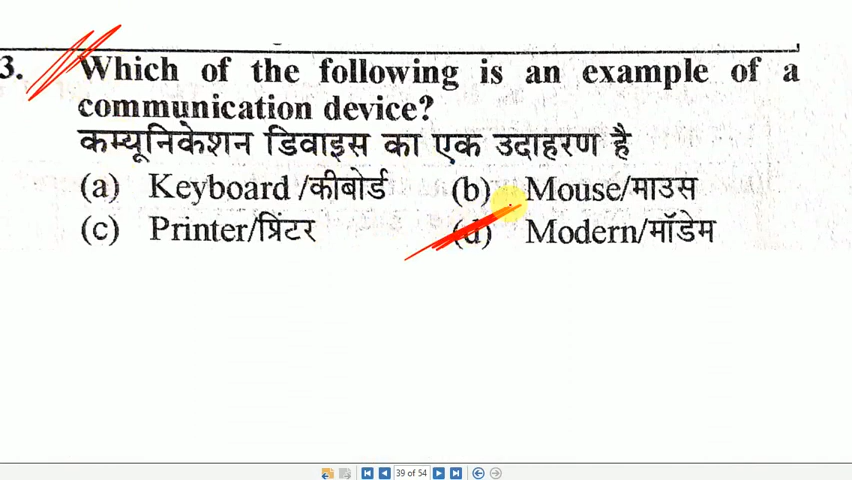 3. Which of the following is an example of a
communication device?
कम्यूनिकेशन डिवाइस का एक उदाहरण है
(a) Keyboard /कीबोर्ड (b) Mouse/माउस
(c) Printer/प्रिंटर (d) Modern/मॉडेम
39 of 54